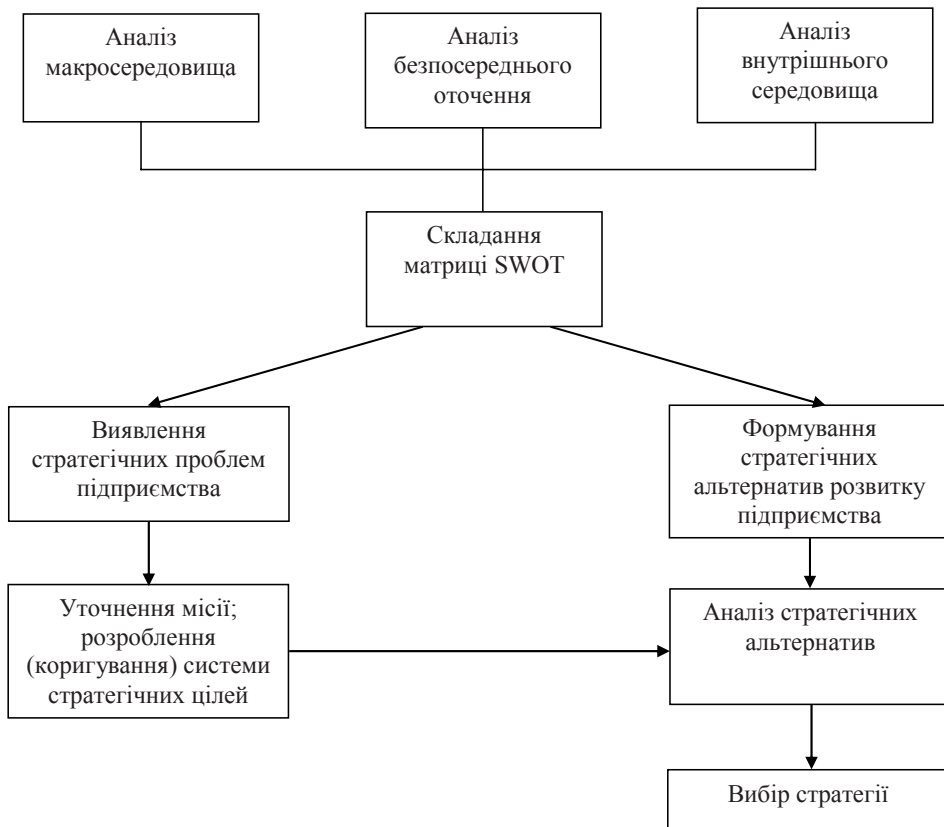 Аналіз
макросередовища
Аналіз
безпосереднього
оточення
Аналіз
внутрішнього
середовища
Складання
матриці SWOT
Виявлення
стратегічних проблем
підприємства
Формування
стратегічних
альтернатив розвитку
підприємства
Уточнення місії;
розроблення
(коригування) системи
стратегічних цілей
Аналіз стратегічних
альтернатив
Вибір стратегії